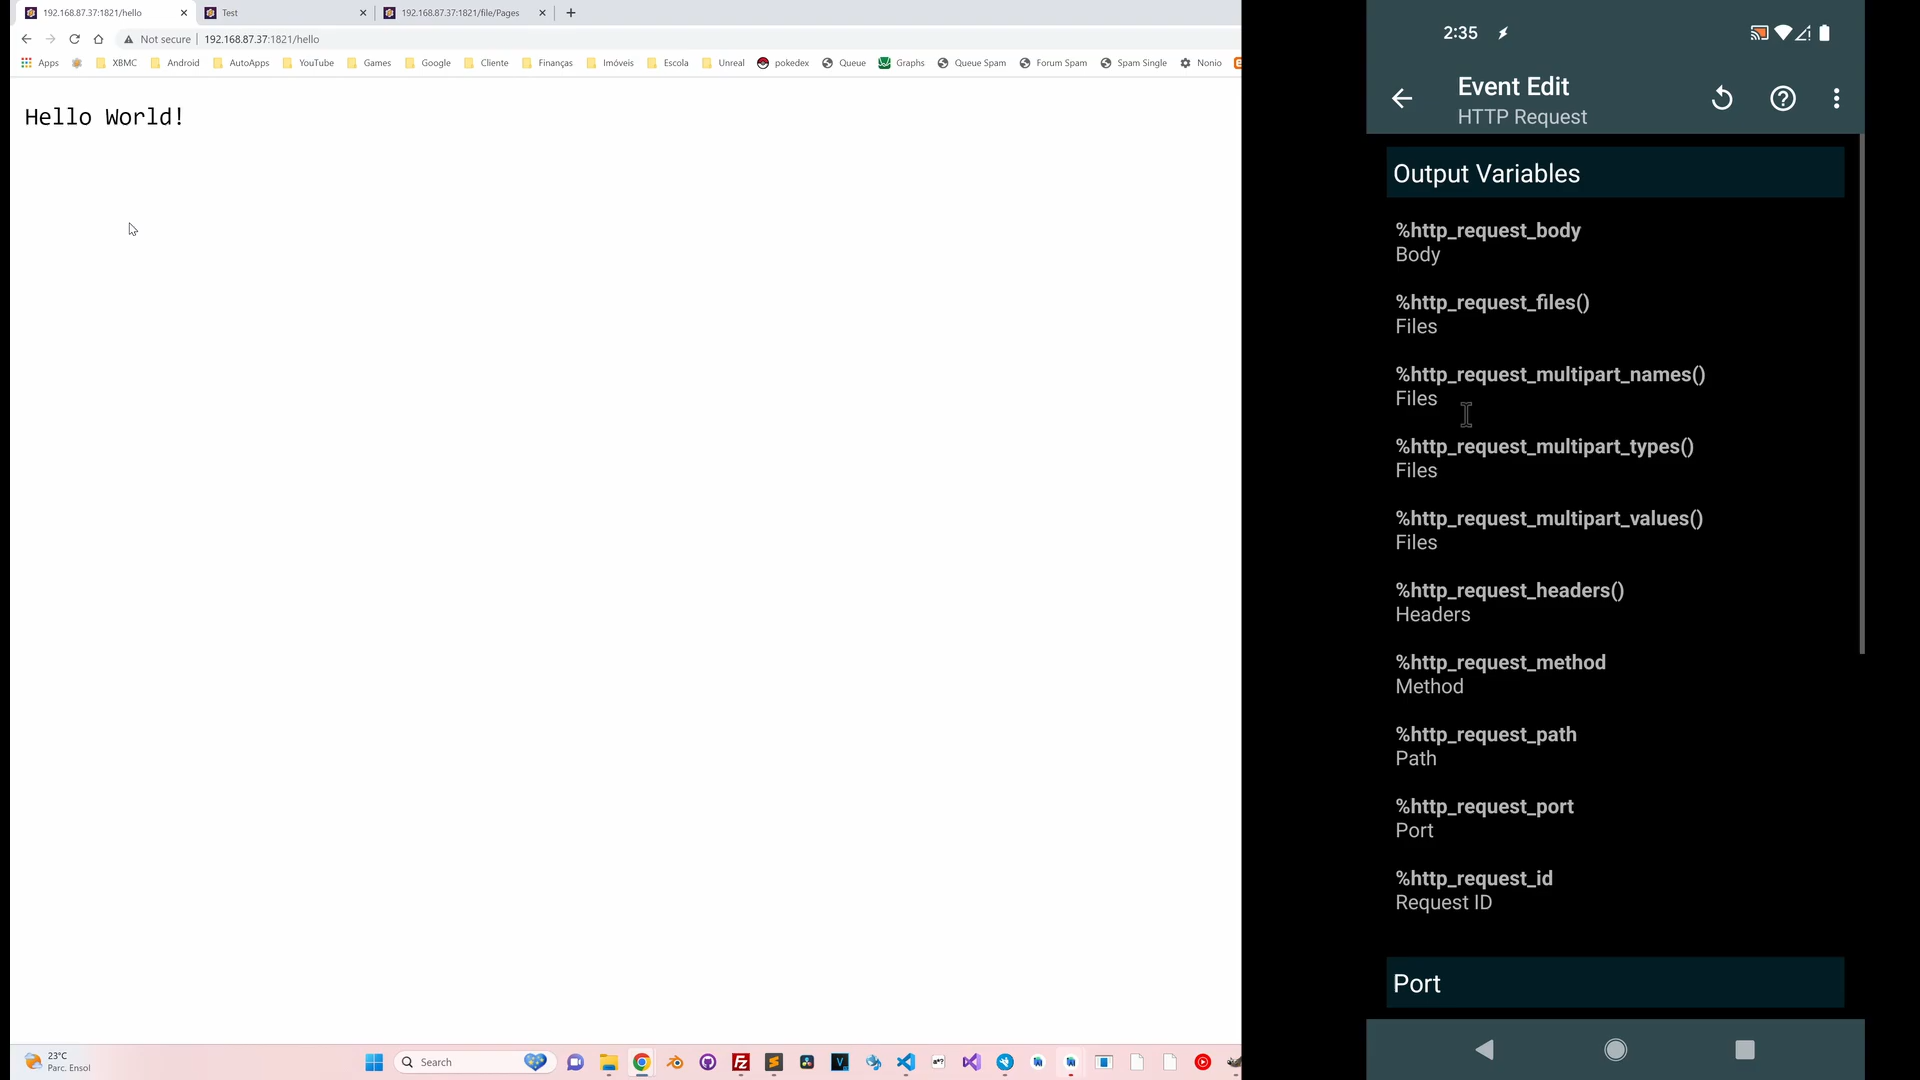 192.168.87.37:1821/hello
Test
192.168.87.37:1821/file/Pages
Not secure
192.168.87.37:1821/hello
Apps
XBMC
Android
AutoApps
YouTube
Games
Google
Cliente
Finanças
Imóveis
Escola
Unreal
pokedex
Queue
Graphs
Queue Spam
Forum Spam
Spam Single
Nonio
Hello World!
23°C
Parc. Ensol
Search
2:35
Event Edit
HTTP Request
Output Variables
%http_request_body
Body
%http_request_files()
Files
%http_request_multipart_names()
Files
%http_request_multipart_types()
Files
%http_request_multipart_values()
Files
%http_request_headers()
Headers
%http_request_method
Method
%http_request_path
Path
%http_request_port
Port
%http_request_id
Request ID
Port